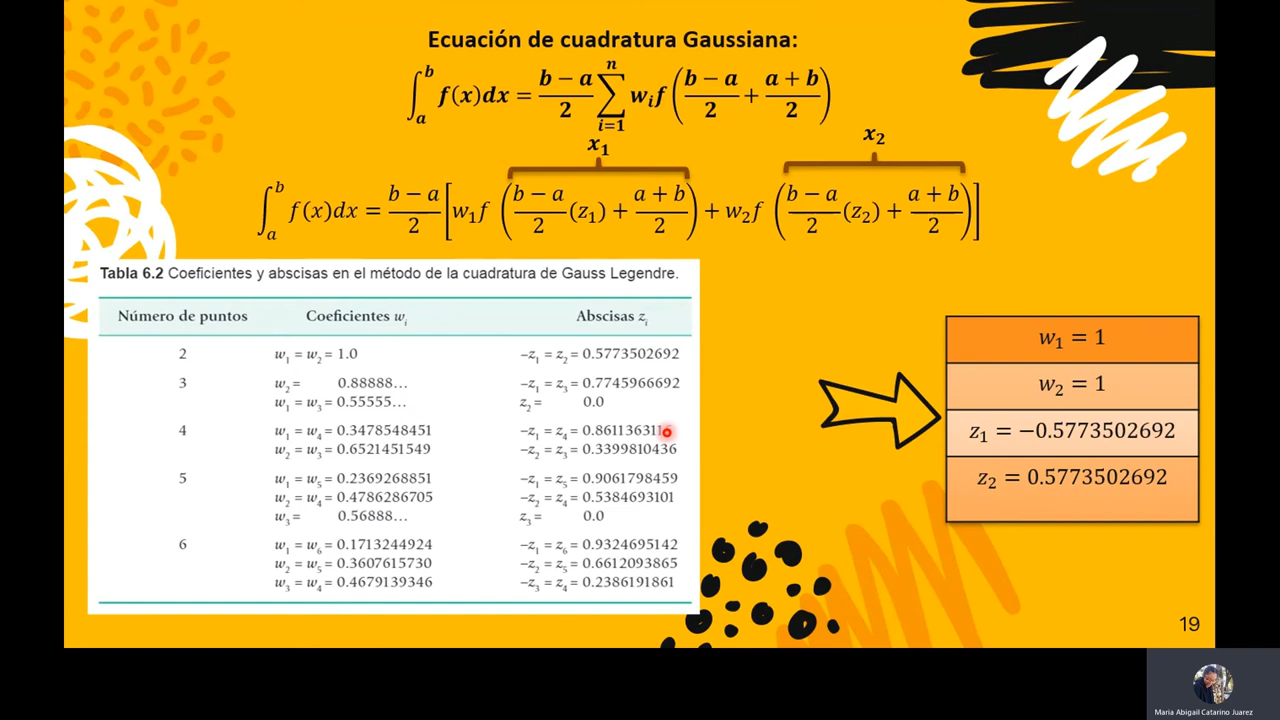 Ecuación de cuadratura Gaussiana:
∫_a^b f(x)dx = (b − a)/2 ∑_{i=1}^n w_i f((b − a)/2 + (a + b)/2)
x₁ x₂
∫_a^b f(x)dx = (b − a)/2 [w₁f ((b − a)/2 (z₁) + (a + b)/2) + w₂f ((b − a)/2 (z₂) + (a + b)/2)]
Tabla 6.2 Coeficientes y abscisas en el método de la cuadratura de Gauss Legendre.
Número de puntos Coeficientes w_i Abscisas z_i
2 w₁ = w₂ = 1.0 −z₁ = z₂ = 0.5773502692
3 w₂ = 0.88888... −z₁ = z₃ = 0.7745966692
w₁ = w₃ = 0.55555... z₂ = 0.0
4 w₁ = w₄ = 0.3478548451 −z₁ = z₄ = 0.86113631
w₂ = w₃ = 0.6521451549 −z₂ = z₃ = 0.3399810436
5 w₁ = w₅ = 0.2369268851 −z₁ = z₅ = 0.9061798459
w₂ = w₄ = 0.4786286705 −z₂ = z₄ = 0.5384693101
w₃ = 0.56888... z₃ = 0.0
6 w₁ = w₆ = 0.1713244924 −z₁ = z₆ = 0.9324695142
w₂ = w₅ = 0.3607615730 −z₂ = z₅ = 0.6612093865
w₃ = w₄ = 0.4679139346 −z₃ = z₄ = 0.2386191861
w₁ = 1
w₂ = 1
z₁ = −0.5773502692
z₂ = 0.5773502692
19
Maria Abigail Catarino Juarez